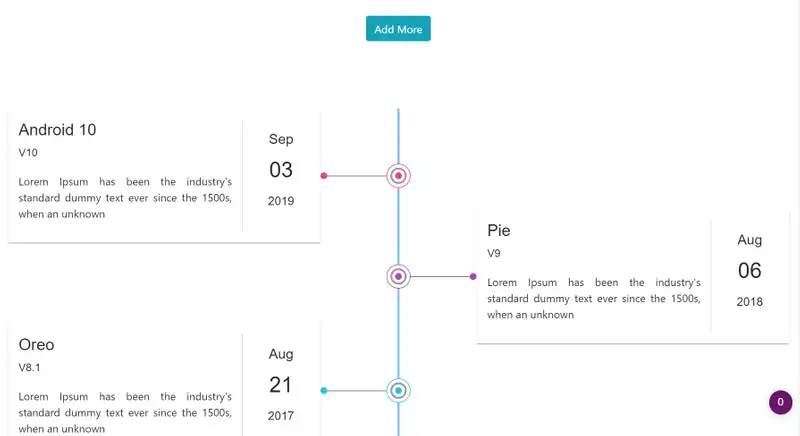 Add More
Android 10
V10
Lorem Ipsum has been the industry's
standard dummy text ever since the 1500s,
when an unknown
Sep
03
2019
Pie
V9
Lorem Ipsum has been the industry's
standard dummy text ever since the 1500s,
when an unknown
Aug
06
2018
Oreo
V8.1
Lorem Ipsum has been the industry's
standard dummy text ever since the 1500s,
Aug
21
2017
0